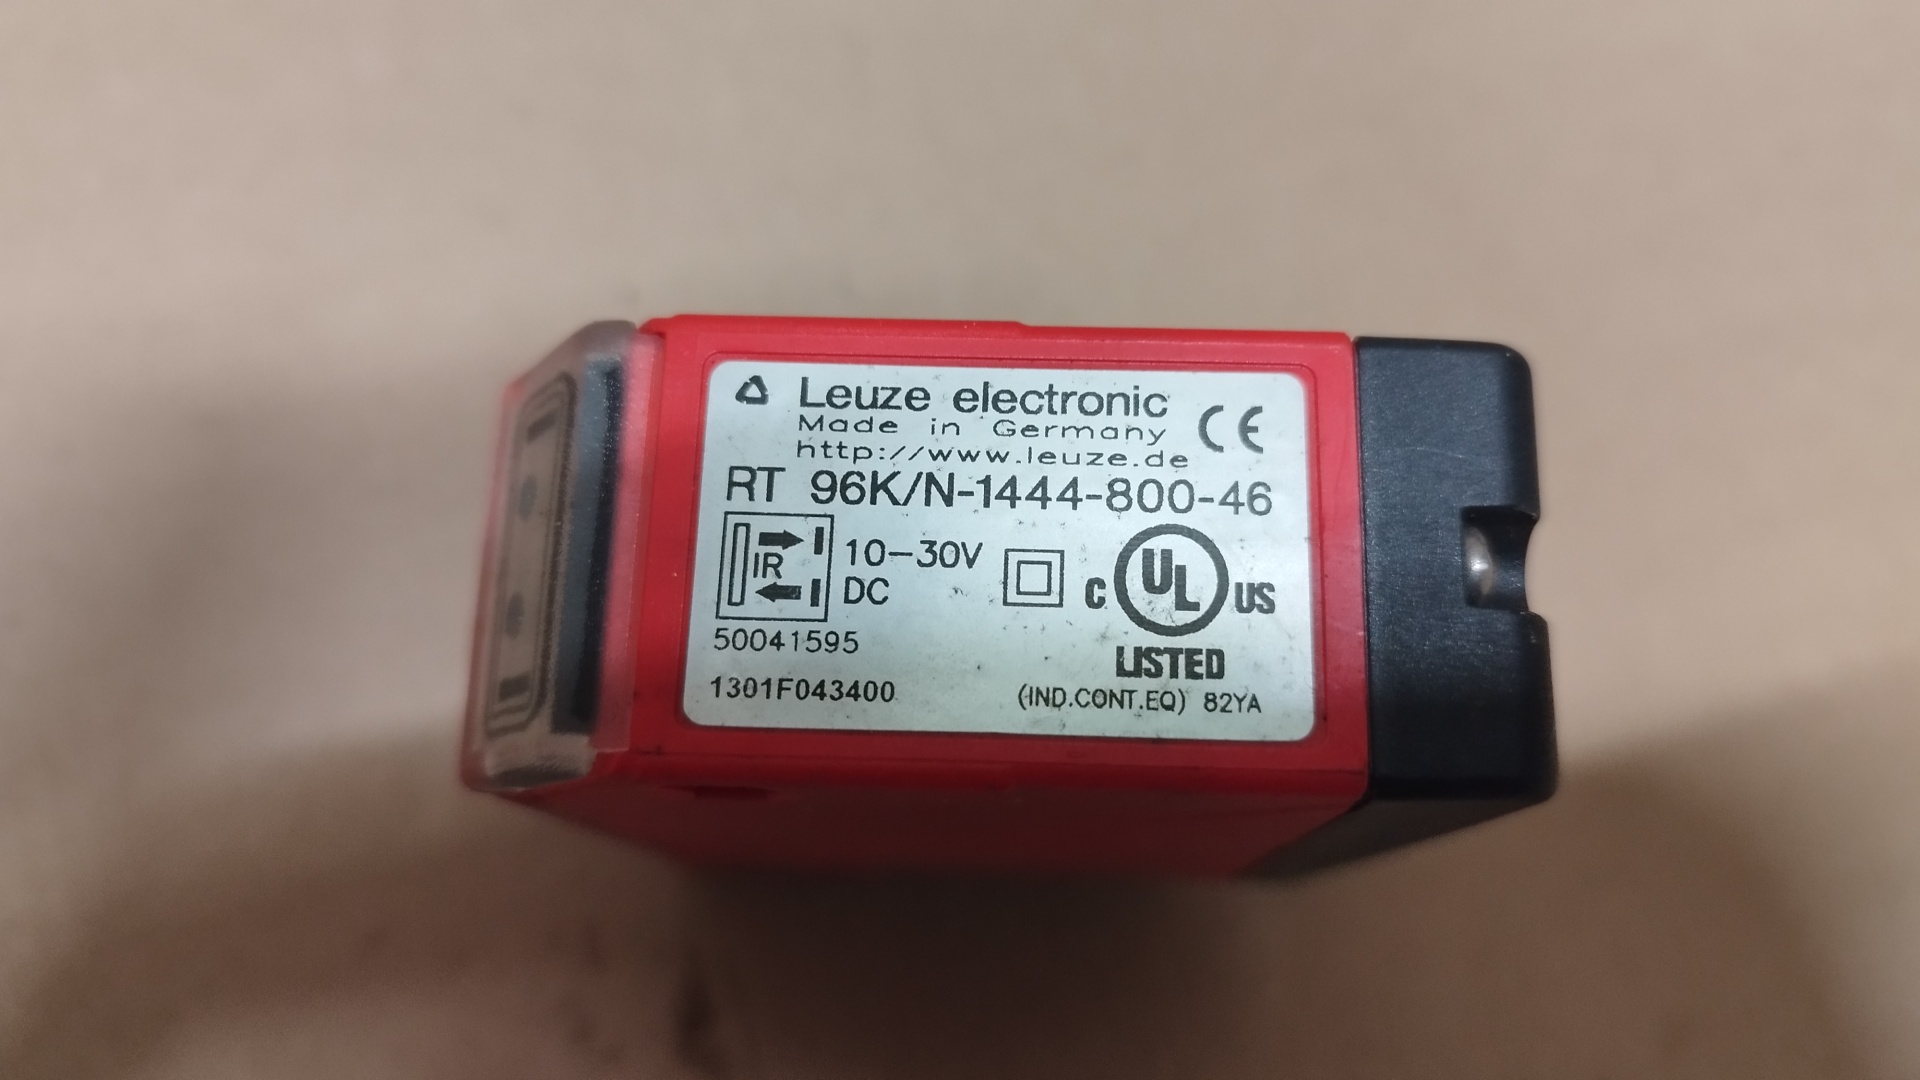 Leuze electronic
Made in Germany
http://www.leuze.de
CE
RT 96K/N-1444-800-46
IR
10-30V
DC
C UL US
LISTED
50041595
1301F043400
(IND.CONT.EQ) 82YA